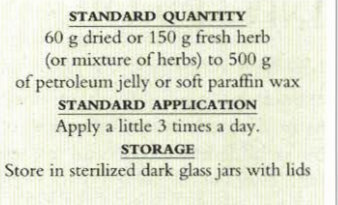 STANDARD QUANTITY
60 g dried or 150 g fresh herb
(or mixture of herbs) to 500 g
of petroleum jelly or soft paraffin wax
STANDARD APPLICATION
Apply a little 3 times a day.
STORAGE
Store in sterilized dark glass jars with lids